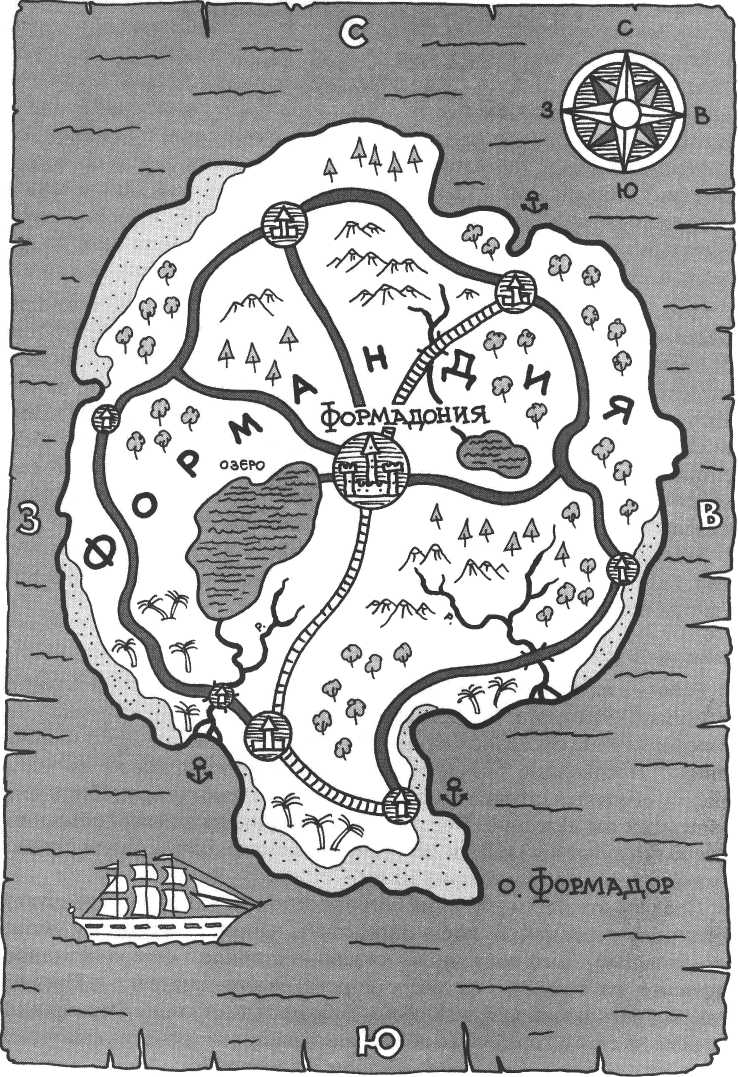 С
С
З
В
Ю
ФОРМАНДИЯ
ФОРМАДОНИЯ
ОЗЕРО
З
В
Р.
Р.
О. ФОРМАДОР
Ю